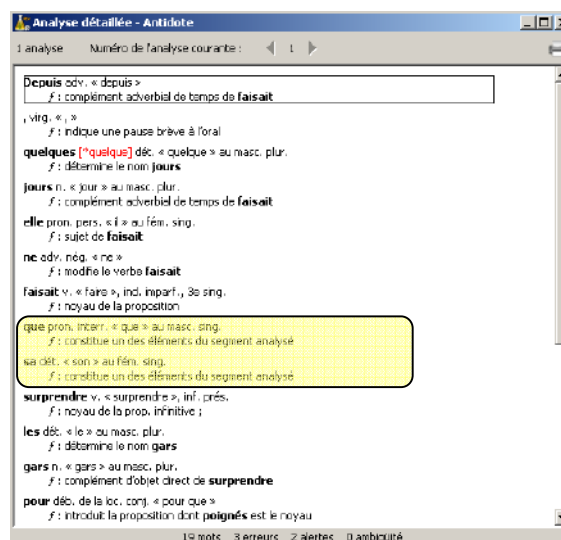 Analyse détaillée - Antidote
1 analyse Numéro de l'analyse courante : 1
Depuis adv. « depuis »
f : complément adverbial de temps de faisait
, virg. « , »
f : indique une pause brève à l'oral
quelques [*quelque] dét. « quelque » au masc. plur.
f : détermine le nom jours
jours n. « jour » au masc. plur.
f : complément adverbial de temps de faisait
elle pron. pers. « il » au fém. sing.
f : sujet de faisait
ne adv. nég. « ne »
f : modifie le verbe faisait
faisait v. « faire », ind. imparf., 3e sing.
f : noyau de la proposition
que pron. interr. « que » au masc. sing.
f : constitue un des éléments du segment analysé
sa dét. « son » au fém. sing.
f : constitue un des éléments du segment analysé
surprendre v. « surprendre », inf. prés.
f : noyau de la prop. infinitive ;
les dét. « le » au masc. plur.
f : détermine le nom gars
gars n. « gars » au masc. plur.
f : complément d'objet direct de surprendre
pour déb. de la loc. conj. « pour que »
f : introduit la proposition dont poignés est le noyau
19 mots 3 erreurs 2 alertes 0 ambiguïté